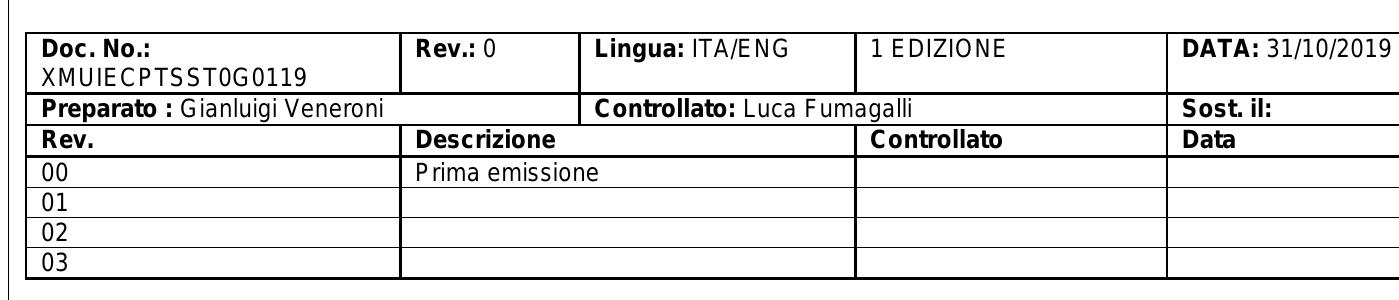 Doc. No.: Rev.: 0 Lingua: ITA/ENG 1 EDIZIONE DATA: 31/10/2019
XMUIECPTSST0G0119
Preparato : Gianluigi Veneroni Controllato: Luca Fumagalli Sost. il:
Rev. Descrizione Controllato Data
00 Prima emissione
01
02
03